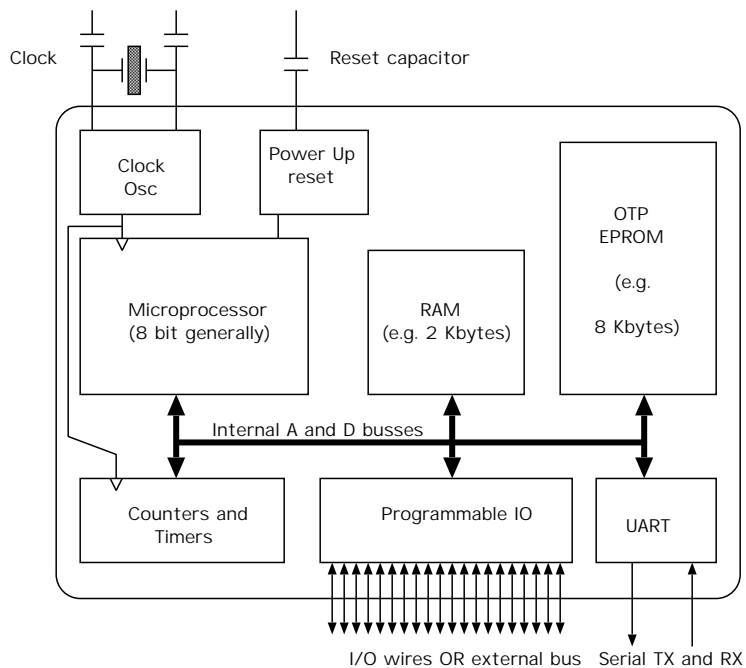 Clock
Reset capacitor
Clock
Osc
Power Up
reset
OTP
EPROM
(e.g.
8 Kbytes)
Microprocessor
(8 bit generally)
RAM
(e.g. 2 Kbytes)
Internal A and D busses
Counters and
Timers
Programmable IO
UART
I/O wires OR external bus
Serial TX and RX